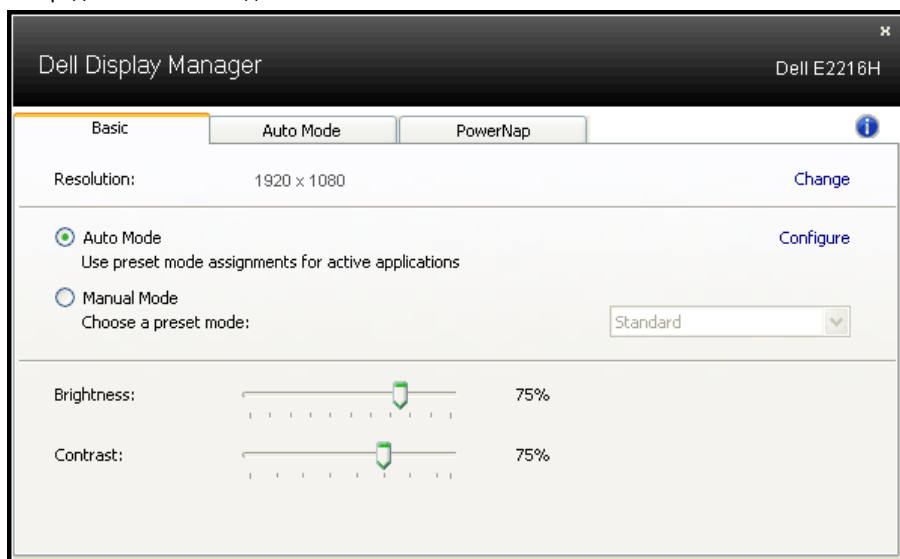 Dell Display Manager
Dell E2216H
Basic
Auto Mode
PowerNap
Resolution:
1920 x 1080
Change
Auto Mode
Configure
Use preset mode assignments for active applications
Manual Mode
Choose a preset mode:
Standard
Brightness:
75%
Contrast:
75%